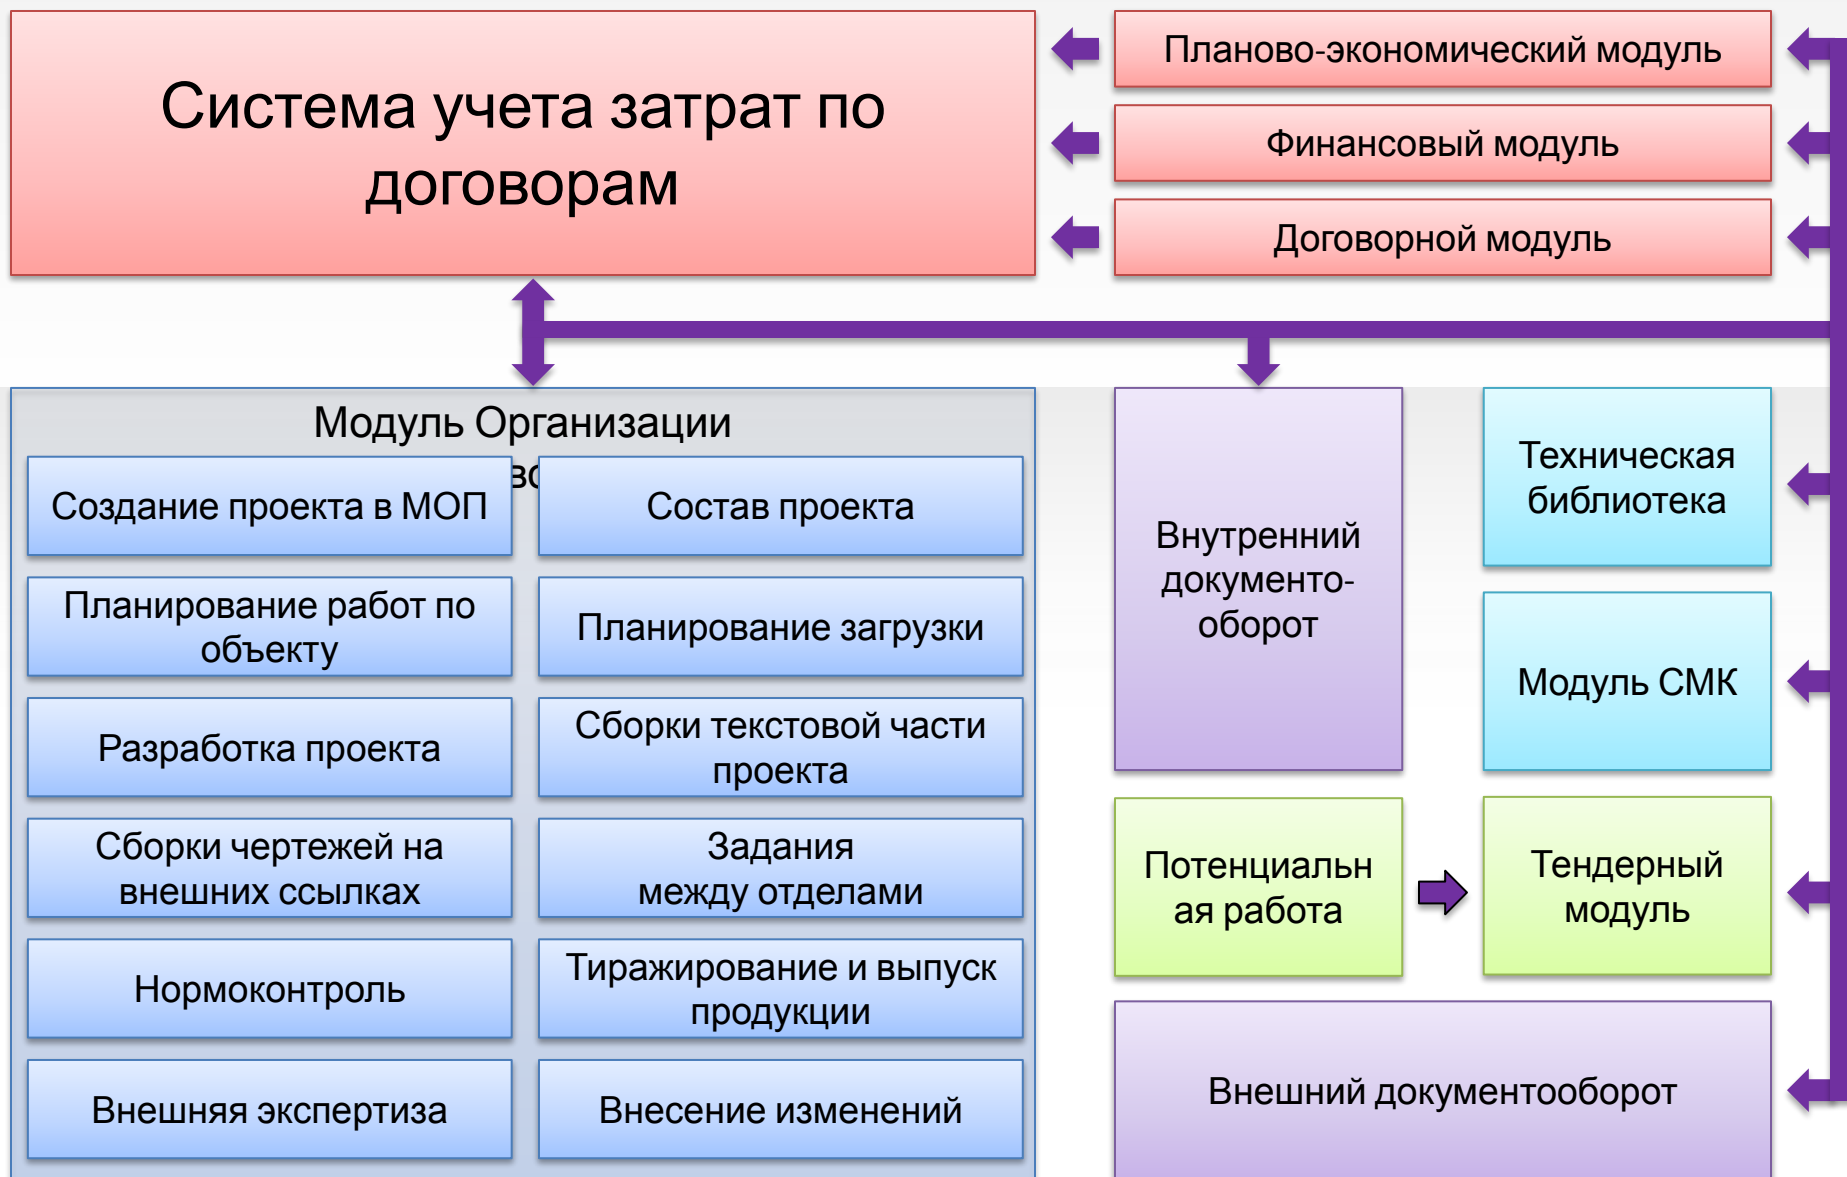 Система учета затрат по
договорам
Планово-экономический модуль
Финансовый модуль
Договорной модуль
Модуль Организации
Создание проекта в МОП
Состав проекта
Планирование работ по
объекту
Планирование загрузки
Разработка проекта
Сборки текстовой части
проекта
Сборки чертежей на
внешних ссылках
Задания
между отделами
Нормоконтроль
Тиражирование и выпуск
продукции
Внешняя экспертиза
Внесение изменений
Внутренний
документо-
оборот
Техническая
библиотека
Модуль СМК
Потенциальн
ая работа
Тендерный
модуль
Внешний документооборот